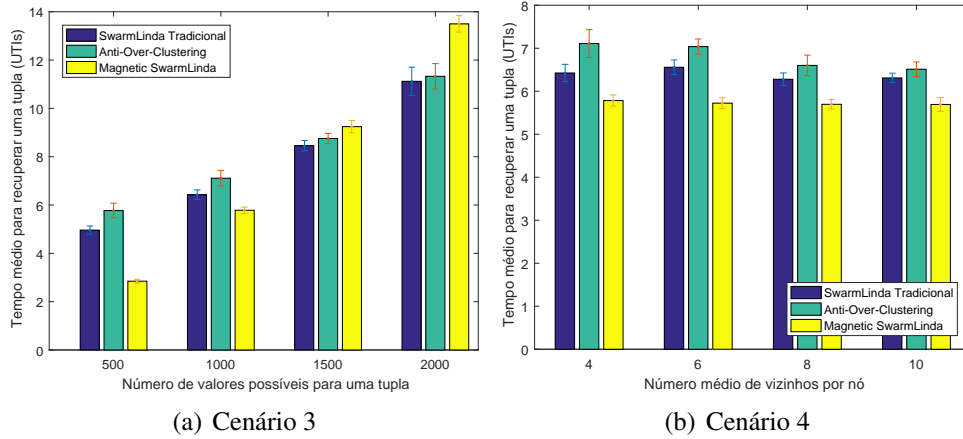 14
12
10
8
6
4
2
0
Tempo médio para recuperar uma tupla (UTIs)
SwarmLinda Tradicional
Anti-Over-Clustering
Magnetic SwarmLinda
500 1000 1500 2000
Número de valores possíveis para uma tupla
(a) Cenário 3
8
7
6
5
4
3
2
1
0
Tempo médio para recuperar uma tupla (UTIs)
SwarmLinda Tradicional
Anti-Over-Clustering
Magnetic SwarmLinda
4 6 8 10
Número médio de vizinhos por nó
(b) Cenário 4